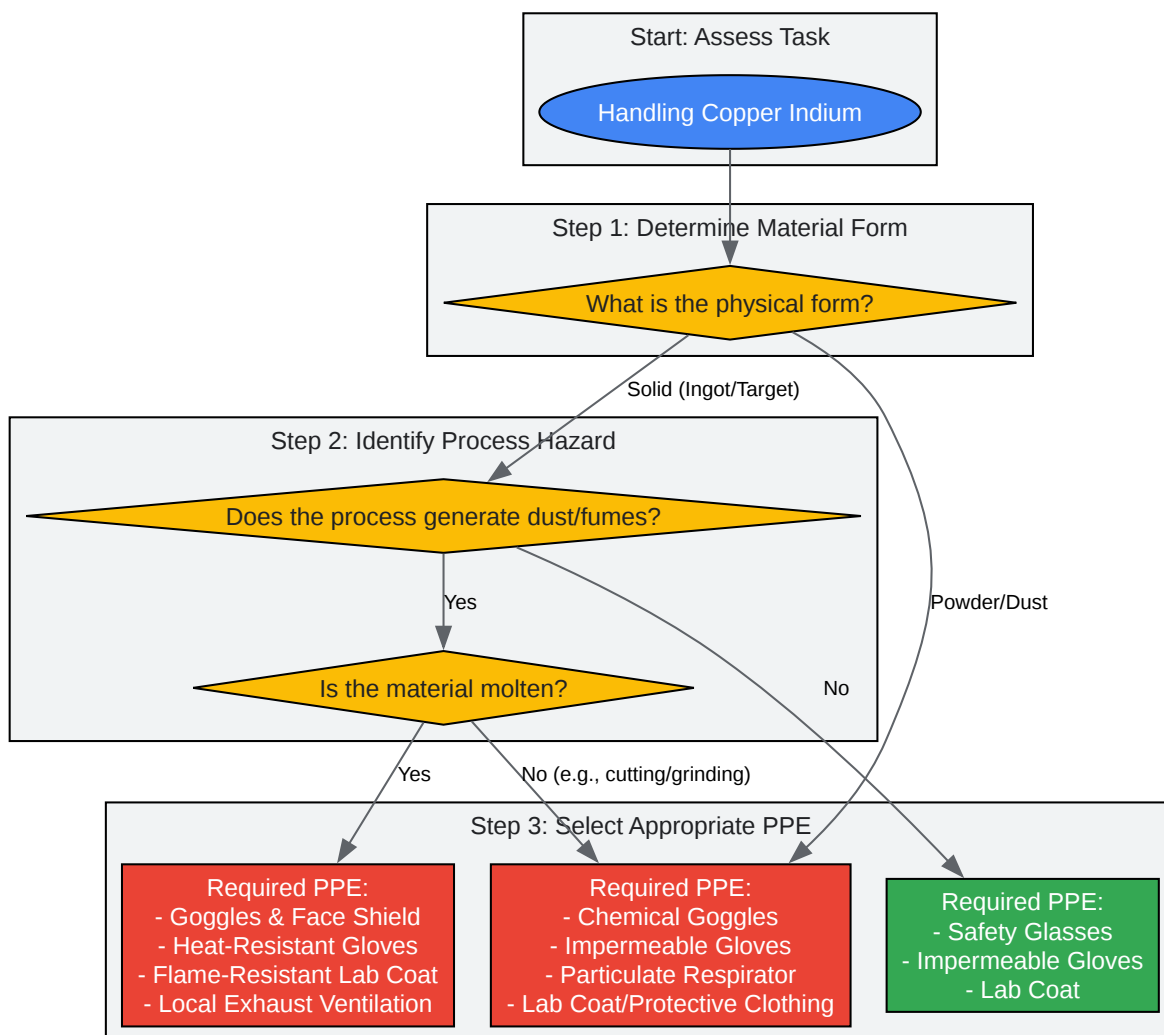 Start: Assess Task
Handling Copper Indium
Step 1: Determine Material Form
What is the physical form?
Solid (Ingot/Target)
Step 2: Identify Process Hazard
Does the process generate dust/fumes?
Yes
Powder/Dust
Is the material molten?
No
Yes
No (e.g., cutting/grinding)
Step 3: Select Appropriate PPE
Required PPE:
- Goggles & Face Shield
- Heat-Resistant Gloves
- Flame-Resistant Lab Coat
- Local Exhaust Ventilation
Required PPE:
- Chemical Goggles
- Impermeable Gloves
- Particulate Respirator
- Lab Coat/Protective Clothing
Required PPE:
- Safety Glasses
- Impermeable Gloves
- Lab Coat